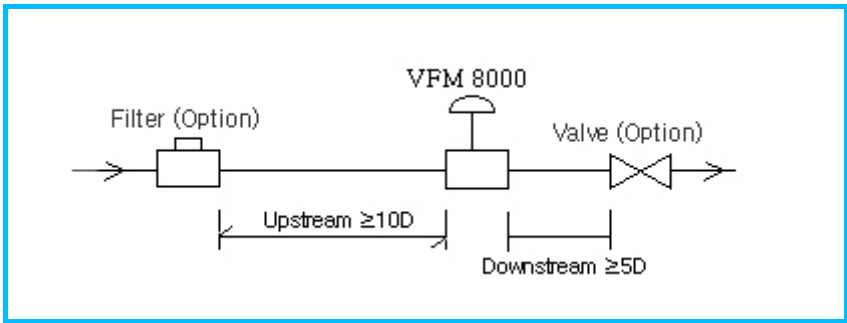 VFM 8000
Filter (Option)
Valve (Option)
Upstream ≥10D
Downstream ≥5D